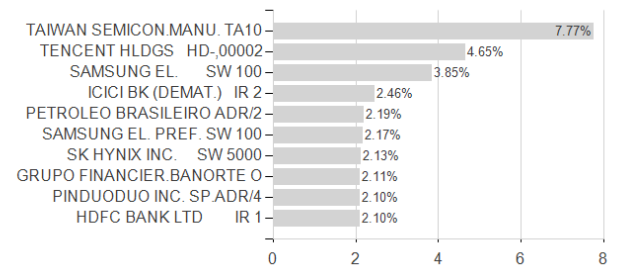 TAIWAN SEMICON.MANU. TA10 7.77%
TENCENT HLDGS HD-,00002 4.65%
SAMSUNG EL. SW 100 3.85%
ICICI BK (DEMAT.) IR 2 2.46%
PETROLEO BRASILEIRO ADR/2 2.19%
SAMSUNG EL. PREF. SW 100 2.17%
SK HYNIX INC. SW 5000 2.13%
GRUPO FINANCIER.BANORTE O 2.11%
PINDUODUO INC. SP.ADR/4 2.10%
HDFC BANK LTD IR 1 2.10%
0 2 4 6 8